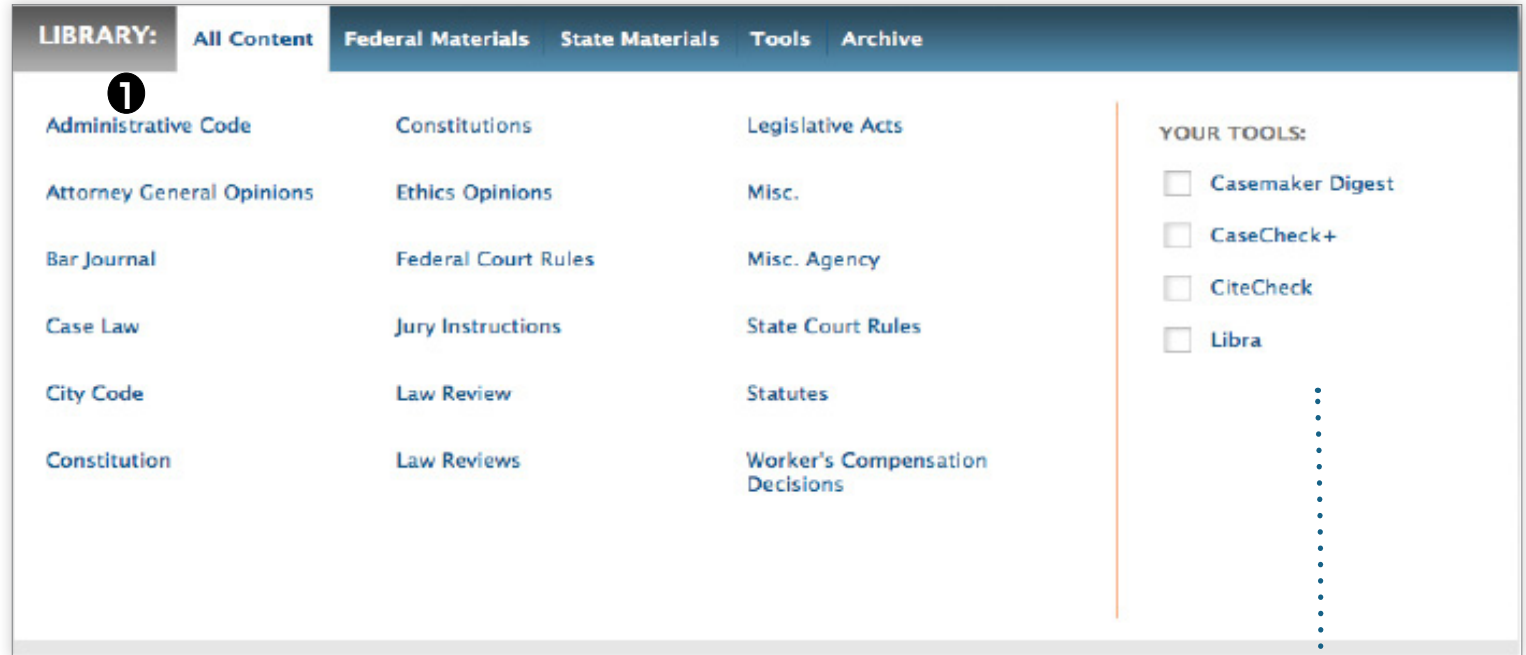 LIBRARY: All Content Federal Materials State Materials Tools Archive
1
Administrative Code Constitutions Legislative Acts
YOUR TOOLS:
Attorney General Opinions Ethics Opinions Misc.
Casemaker Digest
CaseCheck+
Bar Journal Federal Court Rules Misc. Agency
CiteCheck
Case Law Jury Instructions State Court Rules
Libra
City Code Law Review Statutes
Constitution Law Reviews Worker's Compensation
Decisions